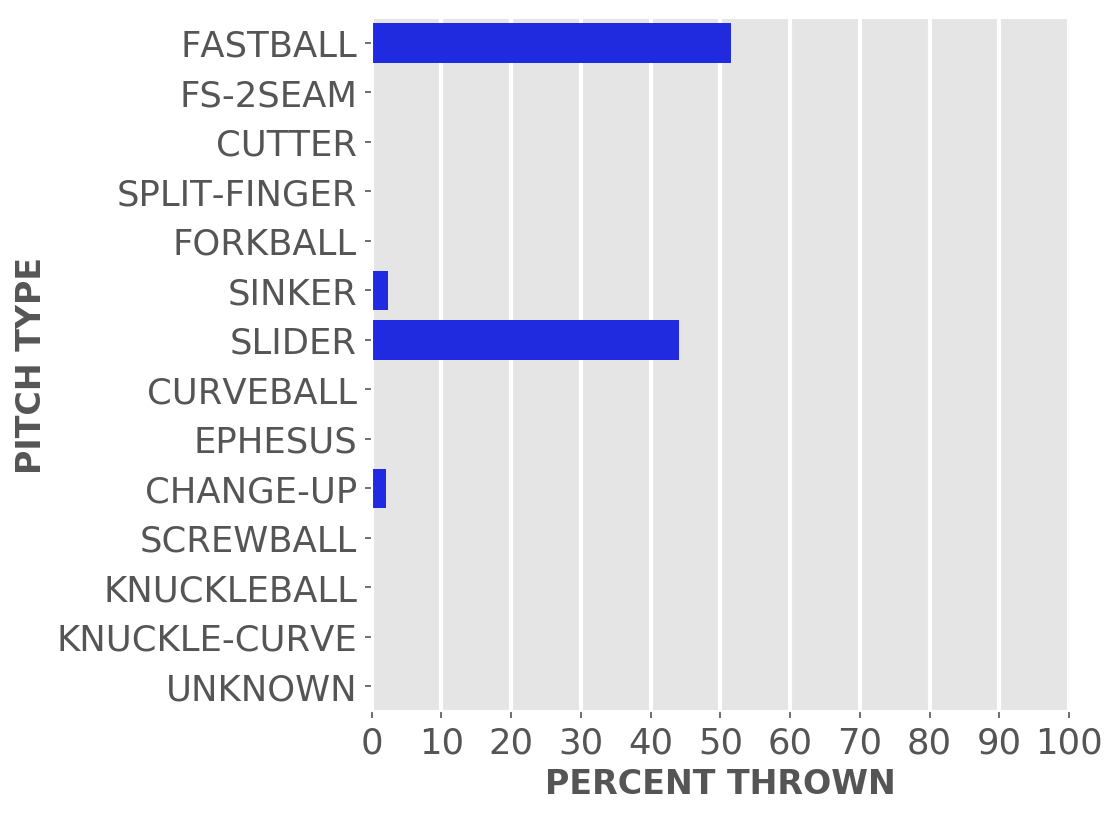 FASTBALL
FS-2SEAM
CUTTER
SPLIT-FINGER
FORKBALL
SINKER
SLIDER
CURVEBALL
EPHESUS
CHANGE-UP
SCREWBALL
KNUCKLEBALL
KNUCKLE-CURVE
UNKNOWN
PITCH TYPE
0 10 20 30 40 50 60 70 80 90 100
PERCENT THROWN